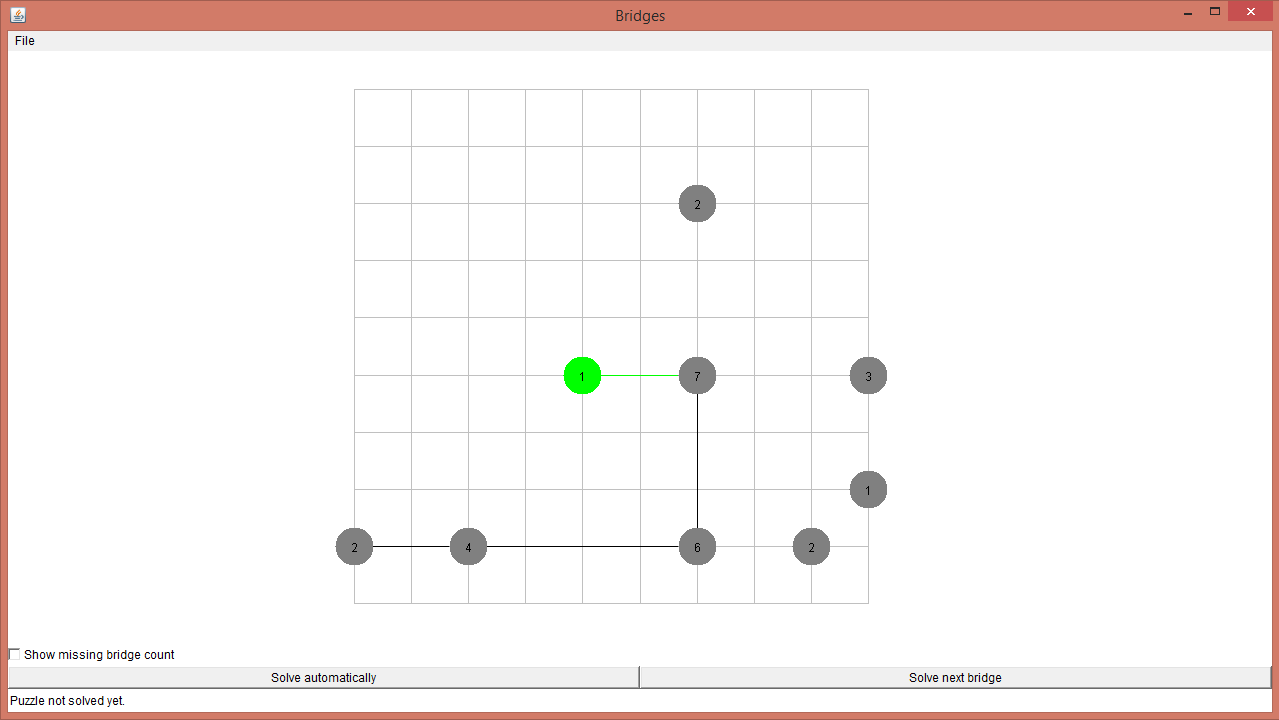 Bridges
File
2
1 7 3
1
2 4 6 2
Show missing bridge count
Solve automatically Solve next bridge
Puzzle not solved yet.